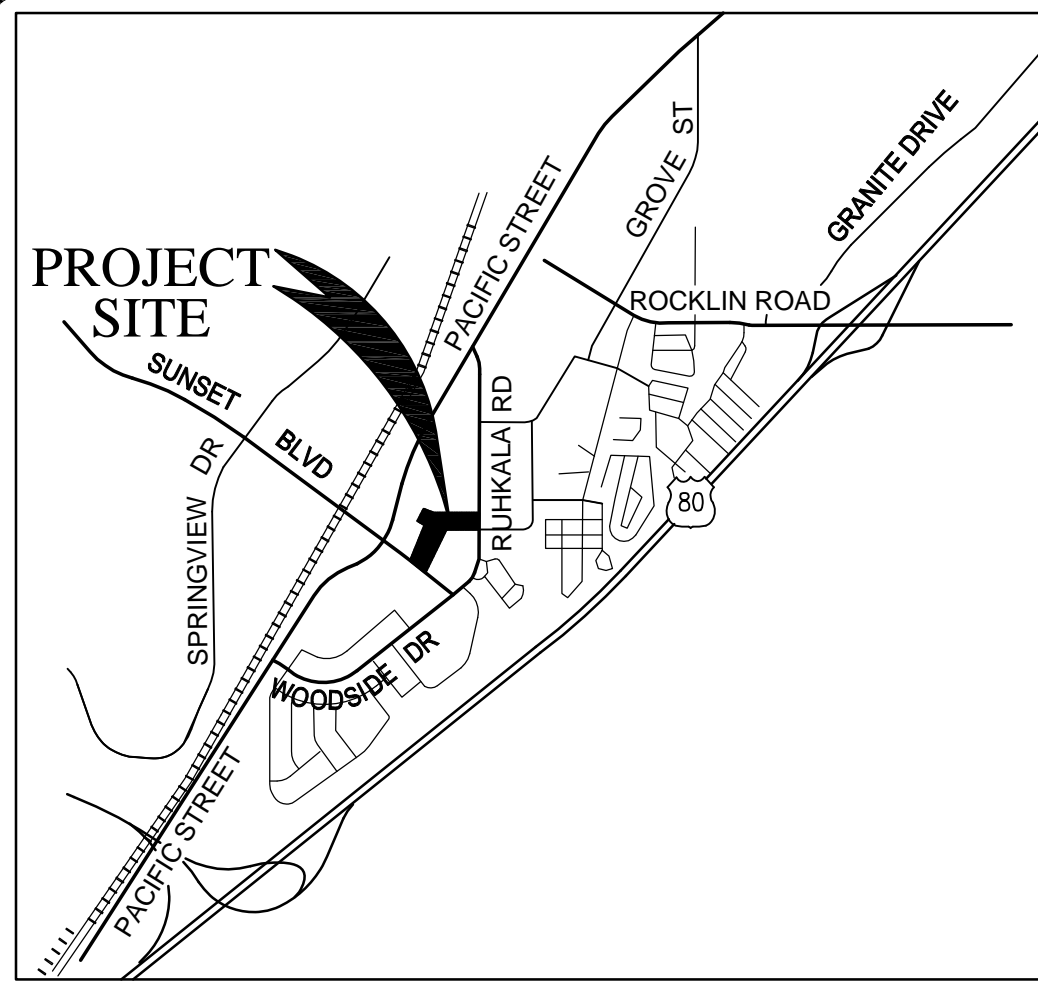 GROVE ST
GRANITE DRIVE
PACIFIC STREET
PROJECT
SITE
ROCKLIN ROAD
SUNSET
BLVD
SPRINGVIEW DR
RUHKALA RD
80
WOODSIDE DR
PACIFIC STREET